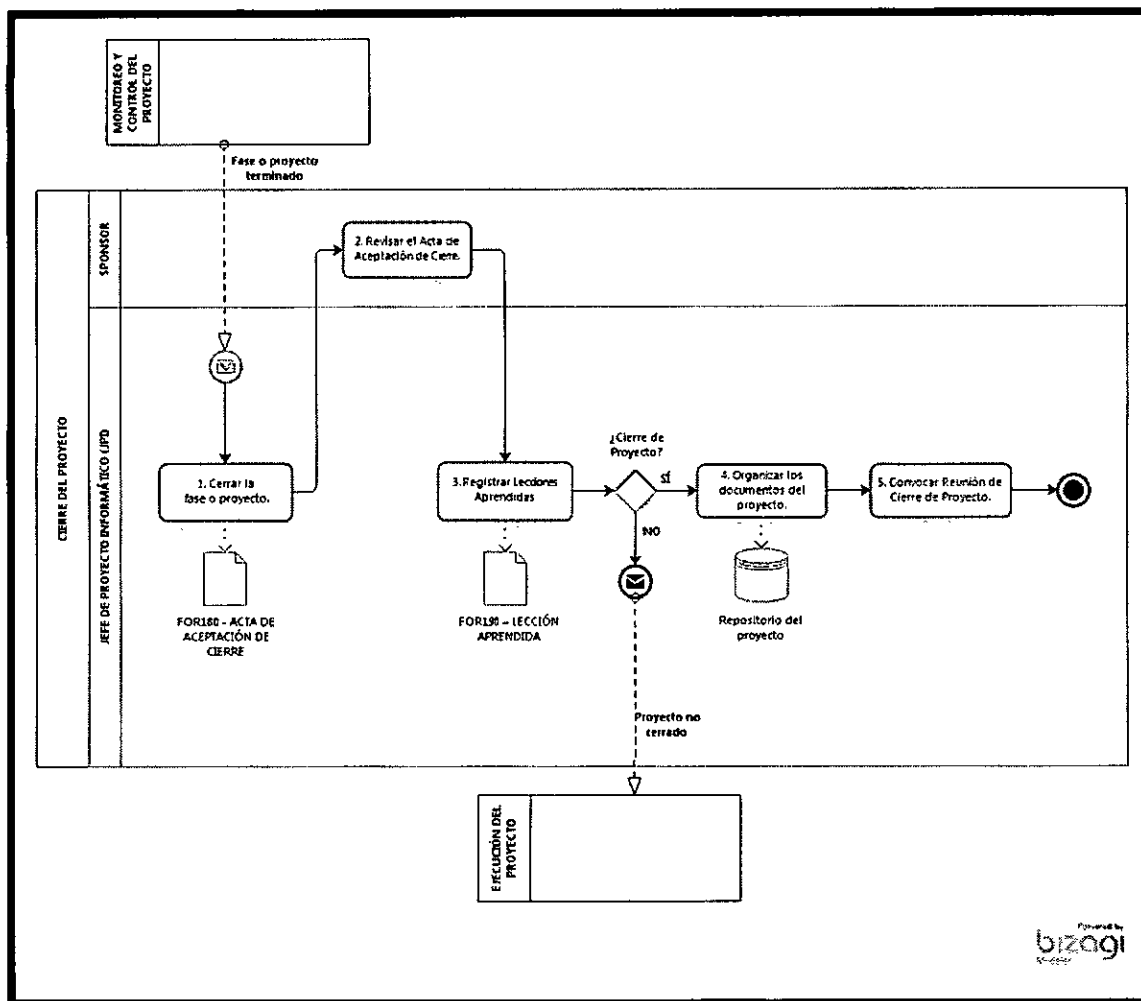 MONITOREO Y
CONTROL DEL
PROYECTO
Fase o proyecto
terminado
CIERRE DEL PROYECTO
SPONSOR
2. Revisar el Acta de
Aceptación de Cierre.
JEFE DE PROYECTO INFORMÁTICO (JPI)
1. Cerrar la
fase o proyecto.
FOR180 - ACTA DE
ACEPTACIÓN DE
CIERRE
3. Registrar Lecciones
Aprendidas
FOR190 - LECCIÓN
APRENDIDA
¿Cierre de
Proyecto?
SÍ
NO
4. Organizar los
documentos del
proyecto.
Repositorio del
proyecto
5. Convocar Reunión de
Cierre de Proyecto.
Proyecto no
cerrado
EJECUCIÓN DEL
PROYECTO
Powered by
bizagi
Modeler